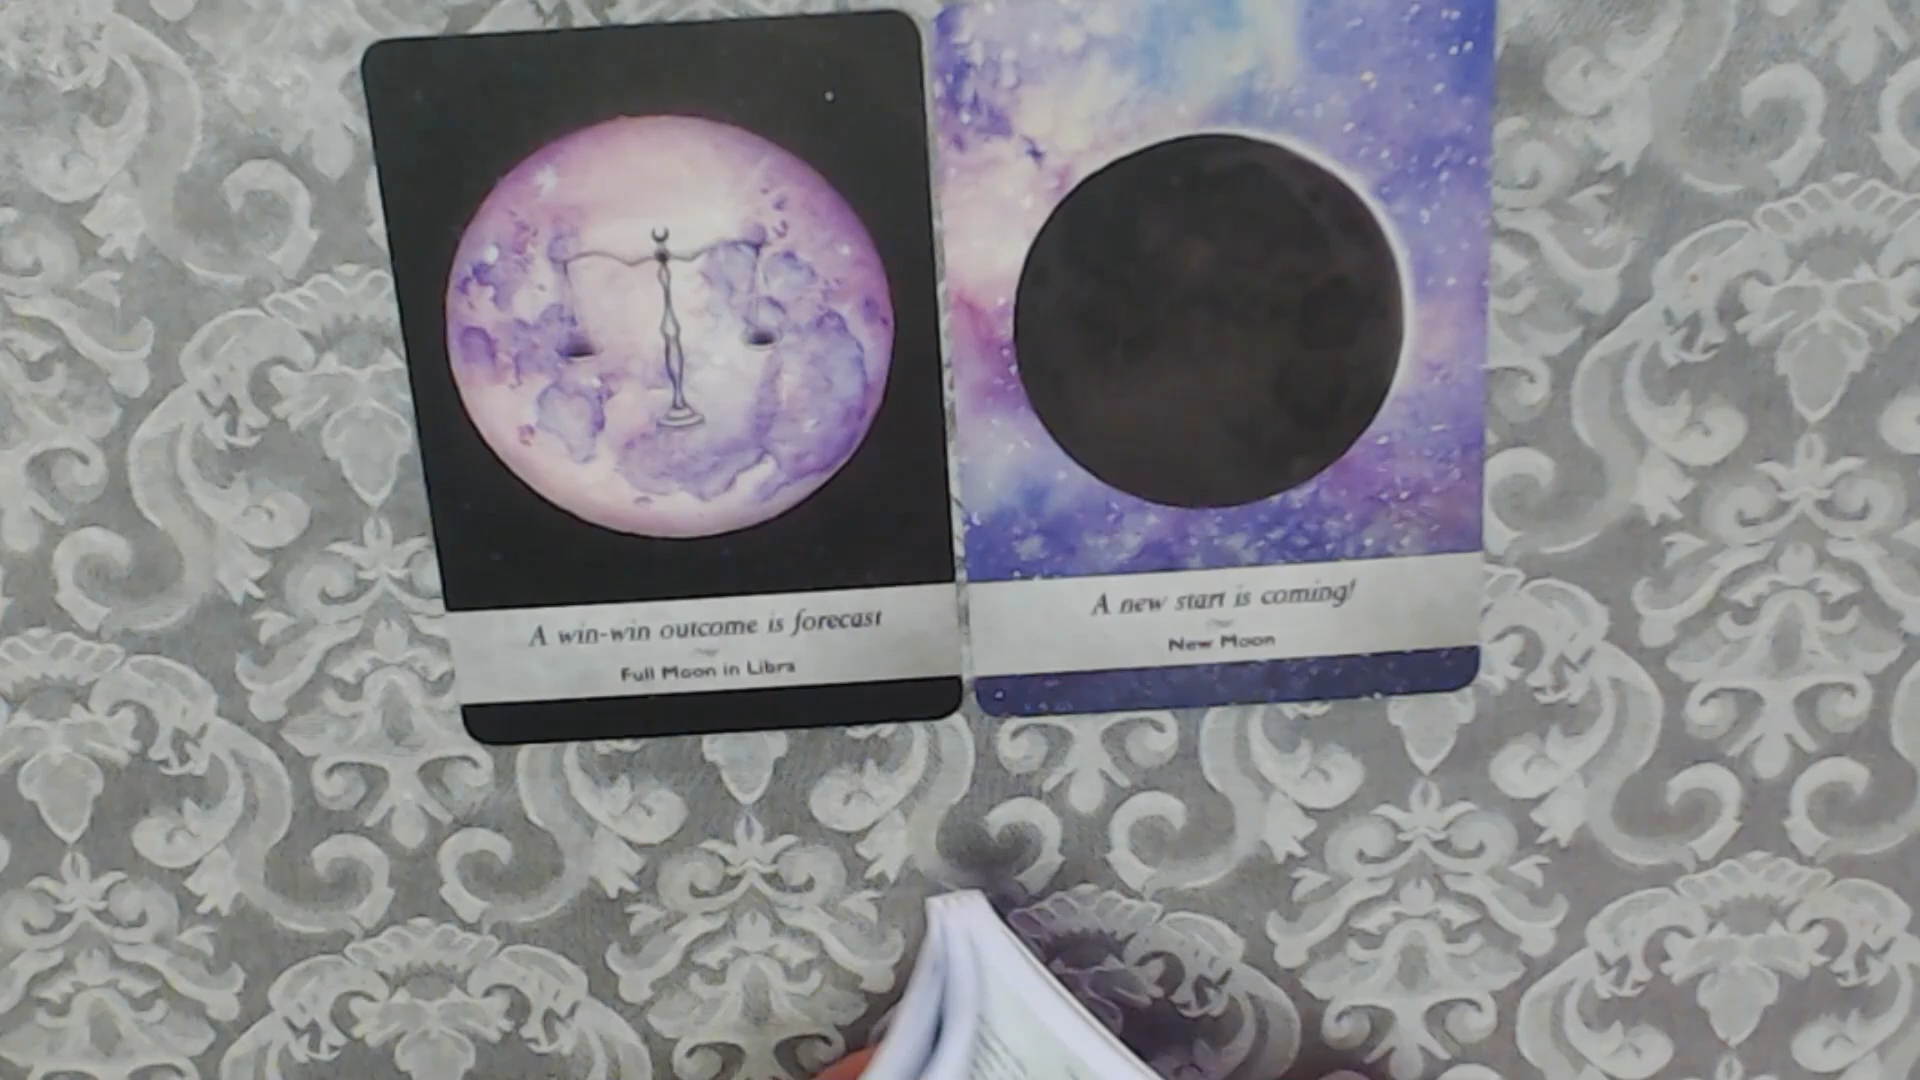 A win-win outcome is forecast
Full Moon in Libra
A new start is coming!
New Moon